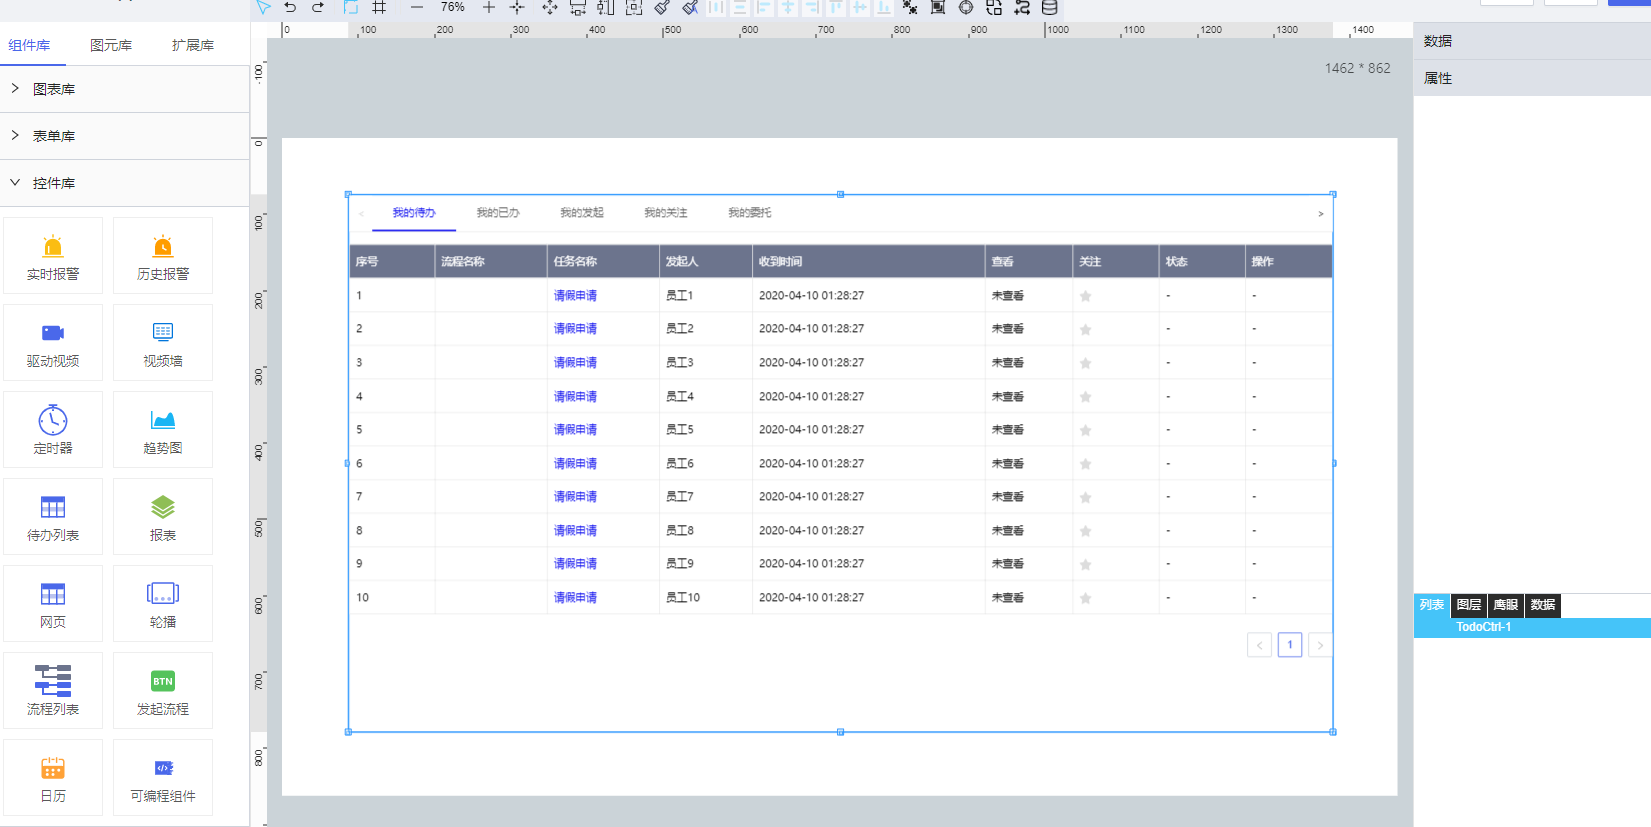 76%
组件库 图元库 扩展库
图表库
表单库
控件库
实时报警 历史报警
驱动视频 视频墙
定时器 趋势图
待办列表 报表
网页 轮播
BTN
流程列表 发起流程
日历 可编程组件
0 100 200 300 400 500 600 700 800 900 1000 1100 1200 1300 1400
-100
0
100
200
300
400
500
600
700
800
1462 * 862
< 我的待办 我的已办 我的发起 我的关注 我的委托 >
序号 流程名称 任务名称 发起人 收到时间 查看 关注 状态 操作
1 请假申请 员工1 2020-04-10 01:28:27 未查看 - -
2 请假申请 员工2 2020-04-10 01:28:27 未查看 - -
3 请假申请 员工3 2020-04-10 01:28:27 未查看 - -
4 请假申请 员工4 2020-04-10 01:28:27 未查看 - -
5 请假申请 员工5 2020-04-10 01:28:27 未查看 - -
6 请假申请 员工6 2020-04-10 01:28:27 未查看 - -
7 请假申请 员工7 2020-04-10 01:28:27 未查看 - -
8 请假申请 员工8 2020-04-10 01:28:27 未查看 - -
9 请假申请 员工9 2020-04-10 01:28:27 未查看 - -
10 请假申请 员工10 2020-04-10 01:28:27 未查看 - -
< 1 >
数据
属性
列表 图层 鹰眼 数据
TodoCtrl-1